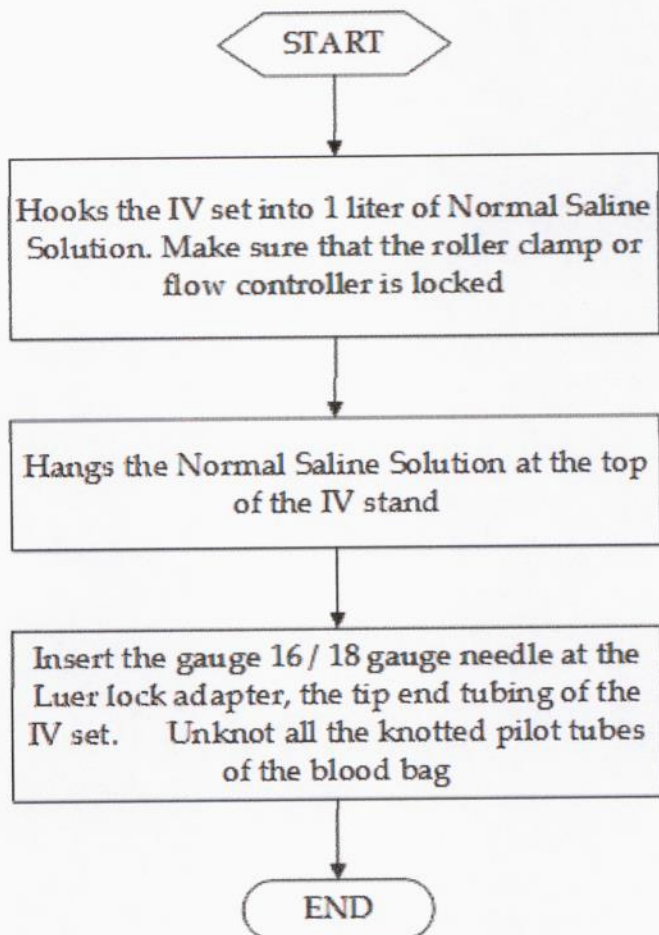 START
Hooks the IV set into 1 liter of Normal Saline
Solution. Make sure that the roller clamp or
flow controller is locked
Hangs the Normal Saline Solution at the top
of the IV stand
Insert the gauge 16 / 18 gauge needle at the
Luer lock adapter, the tip end tubing of the
IV set. Unknot all the knotted pilot tubes
of the blood bag
END